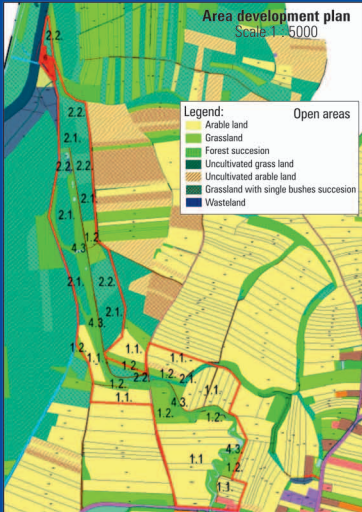 Area development plan
Scale 1 : 5000
Legend:
Open areas
Arable land
Grassland
Forest succesion
Uncultivated grass land
Uncultivated arable land
Grassland with single bushes succesion
Wasteland
2.2.
2.2.
2.1.
2.2. 2.2.
2.1.
2.1.
1.2.
4.3.
2.1. 2.2.
2.1.
4.3.
1.2. 1.1. 1.1. 1.1.
1.2. 1.2. 2.1.
1.2. 2.2. 1.1.
1.1. 4.3.
1.2.
4.3.
1.1 1.2.
1.1.